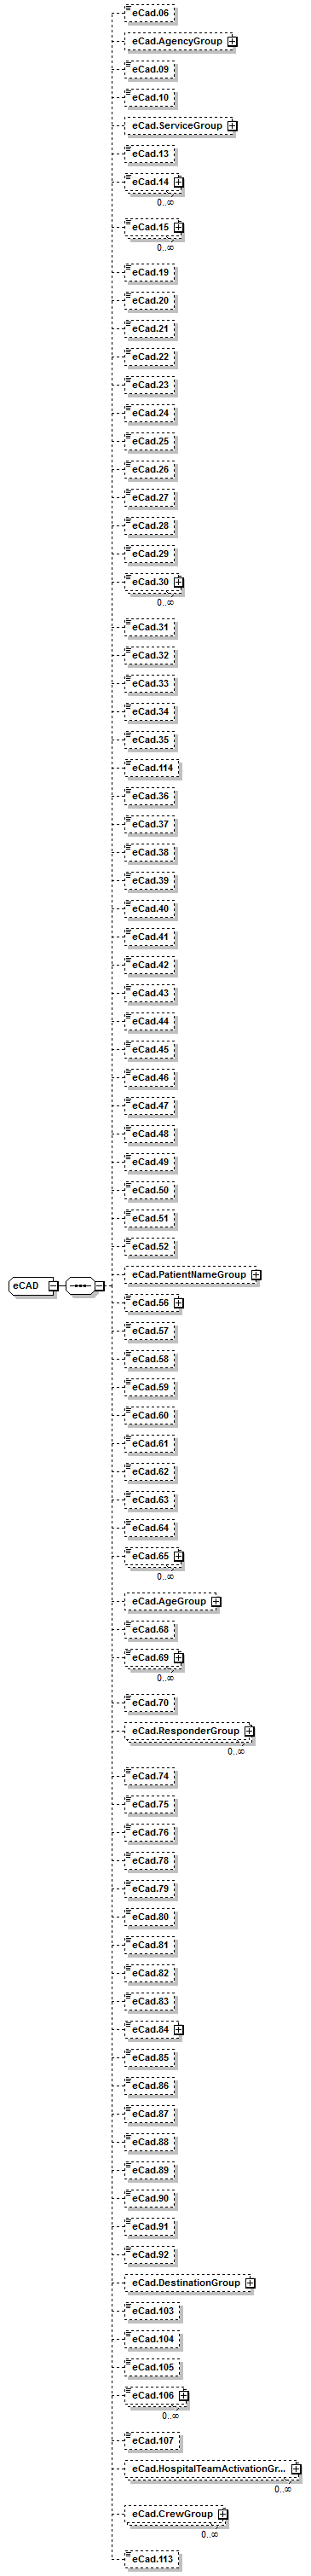 eCad.06
eCad.AgencyGroup
eCad.09
eCad.10
eCad.ServiceGroup
eCad.13
eCad.14
0..∞
eCad.15
0..∞
eCad.19
eCad.20
eCad.21
eCad.22
eCad.23
eCad.24
eCad.25
eCad.26
eCad.27
eCad.28
eCad.29
eCad.30
0..∞
eCad.31
eCad.32
eCad.33
eCad.34
eCad.35
eCad.114
eCad.36
eCad.37
eCad.38
eCad.39
eCad.40
eCad.41
eCad.42
eCad.43
eCad.44
eCad.45
eCad.46
eCad.47
eCad.48
eCad.49
eCad.50
eCad.51
eCad.52
eCad.PatientNameGroup
eCAD
eCad.56
eCad.57
eCad.58
eCad.59
eCad.60
eCad.61
eCad.62
eCad.63
eCad.64
eCad.65
0..∞
eCad.AgeGroup
eCad.68
eCad.69
0..∞
eCad.70
eCad.ResponderGroup
0..∞
eCad.74
eCad.75
eCad.76
eCad.78
eCad.79
eCad.80
eCad.81
eCad.82
eCad.83
eCad.84
eCad.85
eCad.86
eCad.87
eCad.88
eCad.89
eCad.90
eCad.91
eCad.92
eCad.DestinationGroup
eCad.103
eCad.104
eCad.105
eCad.106
0..∞
eCad.107
eCad.HospitalTeamActivationGr...
0..∞
eCad.CrewGroup
0..∞
eCad.113